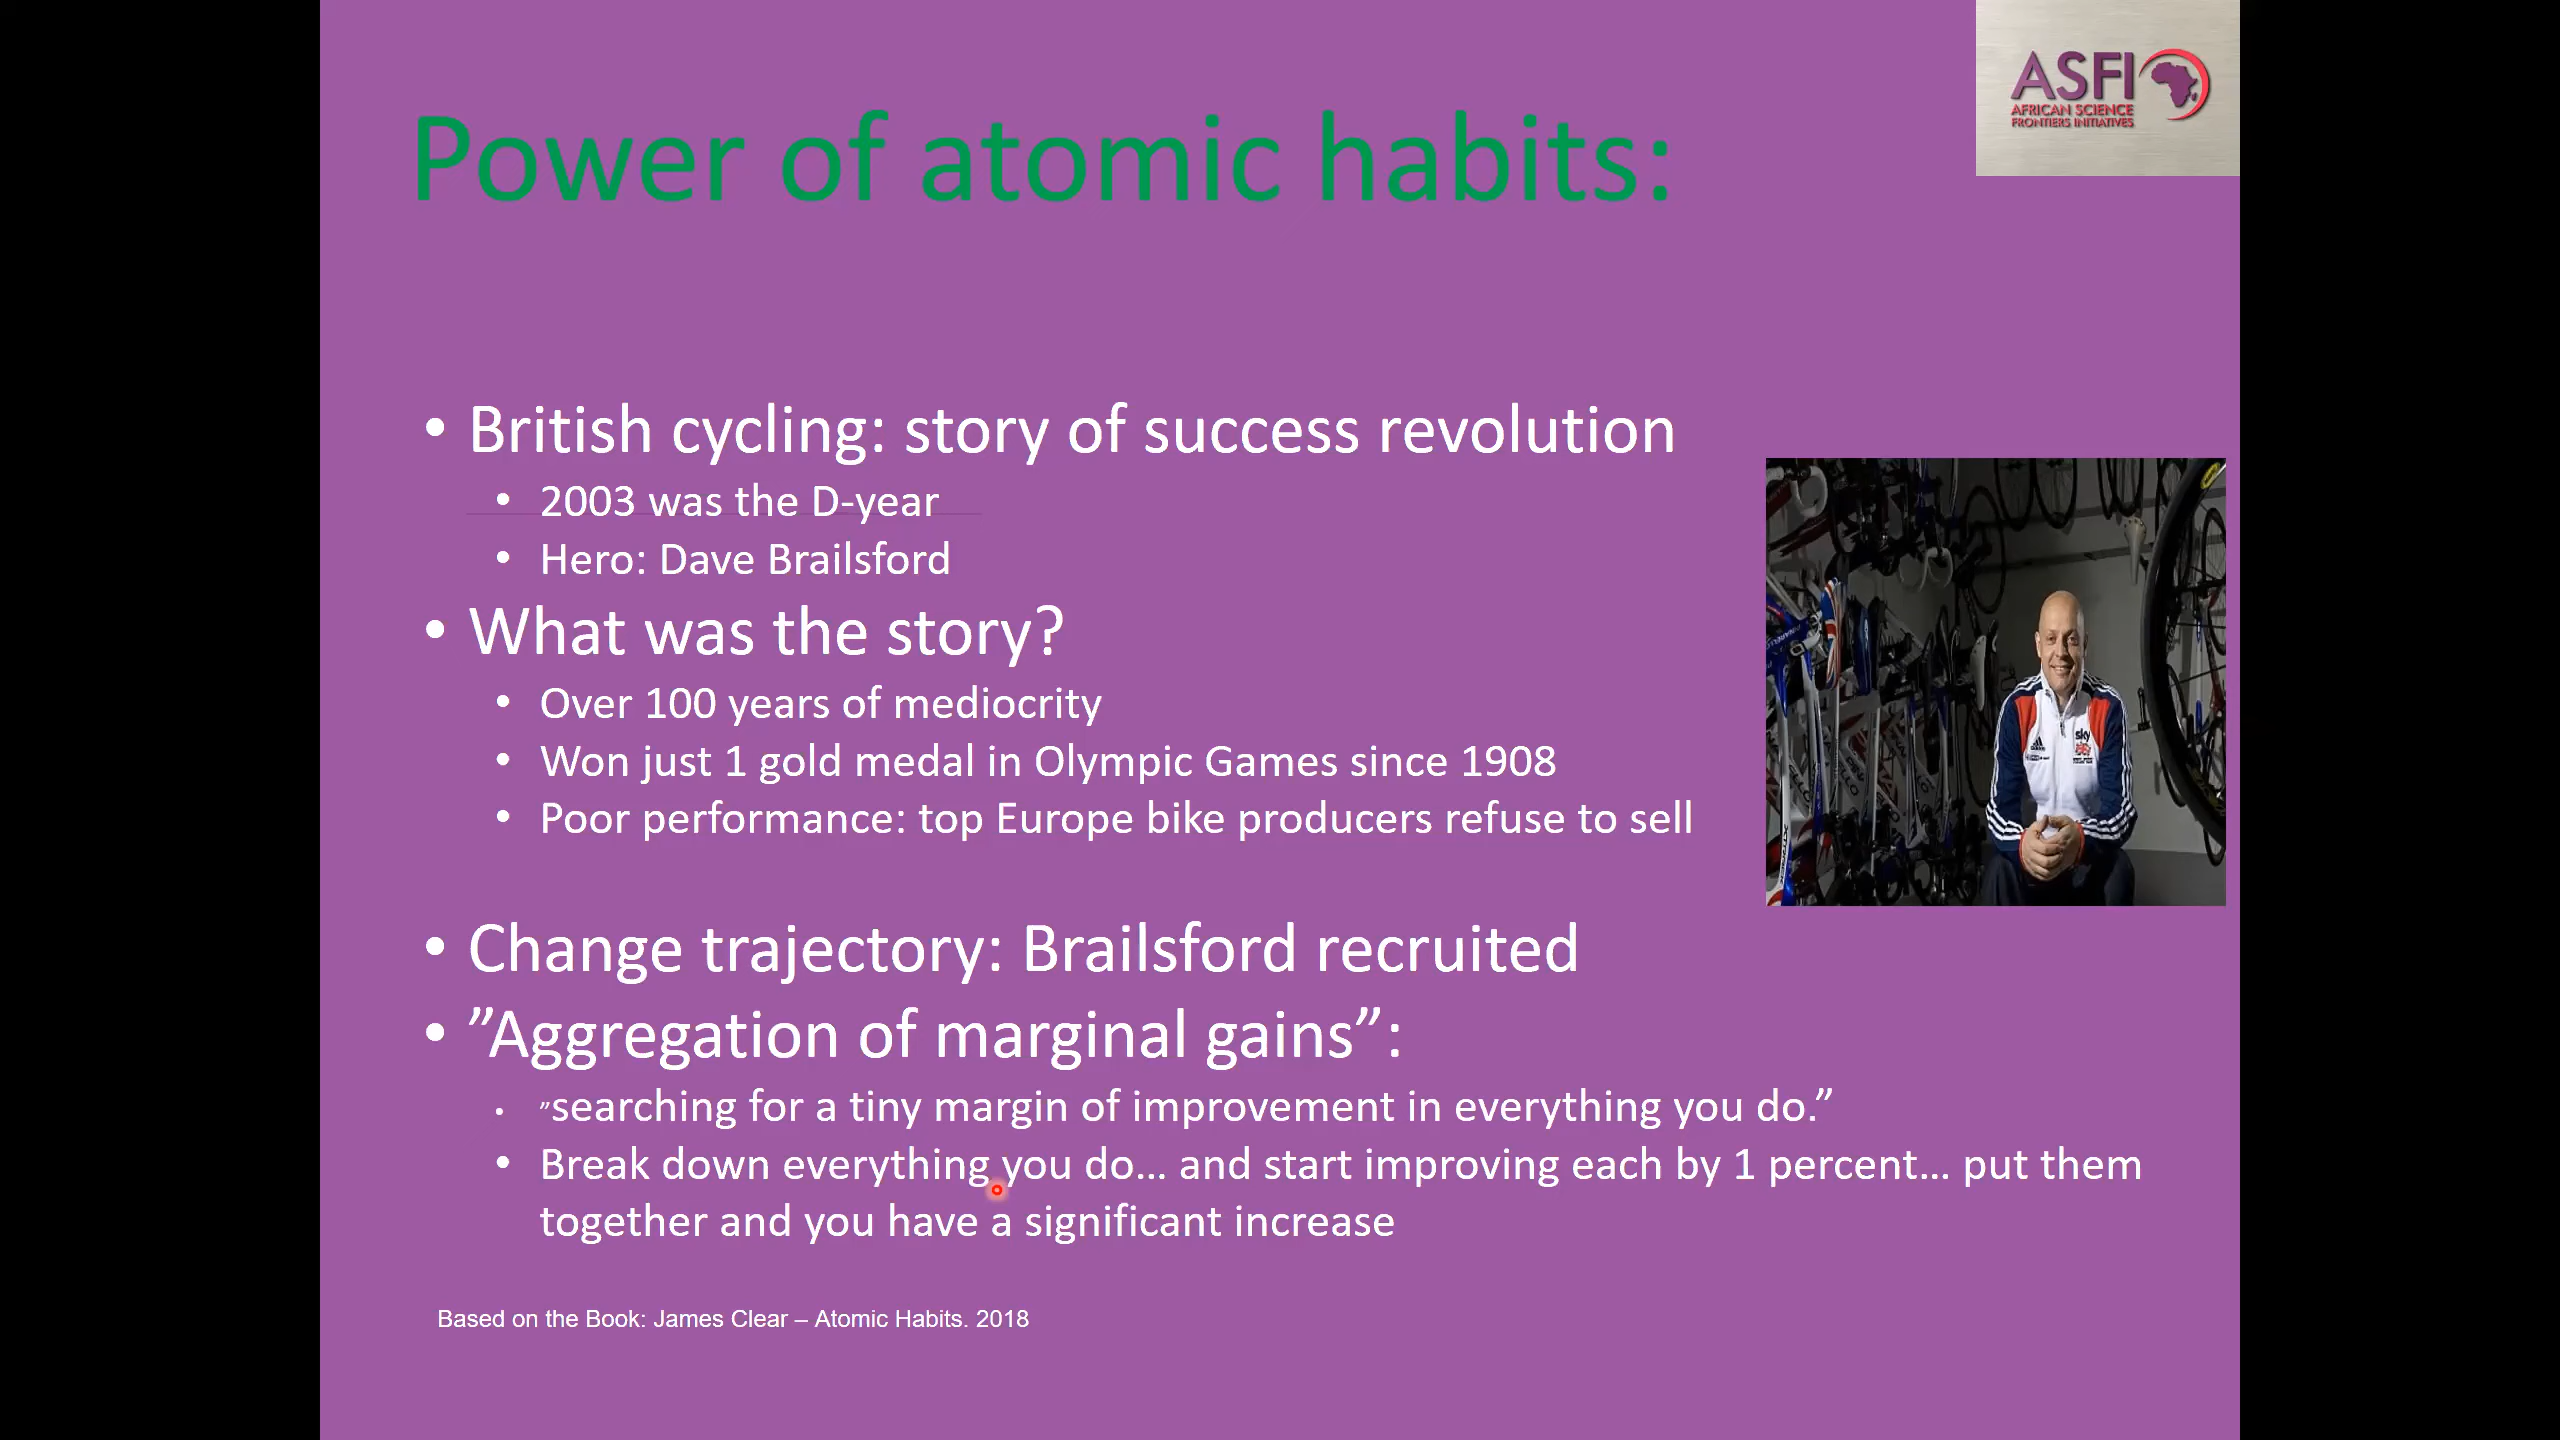 ASFI
AFRICAN SCIENCE
FRONTIERS INITIATIVES
Power of atomic habits:
• British cycling: story of success revolution
• 2003 was the D-year
• Hero: Dave Brailsford
• What was the story?
• Over 100 years of mediocrity
• Won just 1 gold medal in Olympic Games since 1908
• Poor performance: top Europe bike producers refuse to sell
sky
adidas
• Change trajectory: Brailsford recruited
• ”Aggregation of marginal gains”:
• ”searching for a tiny margin of improvement in everything you do.”
• Break down everything you do... and start improving each by 1 percent... put them
together and you have a significant increase
Based on the Book: James Clear – Atomic Habits. 2018